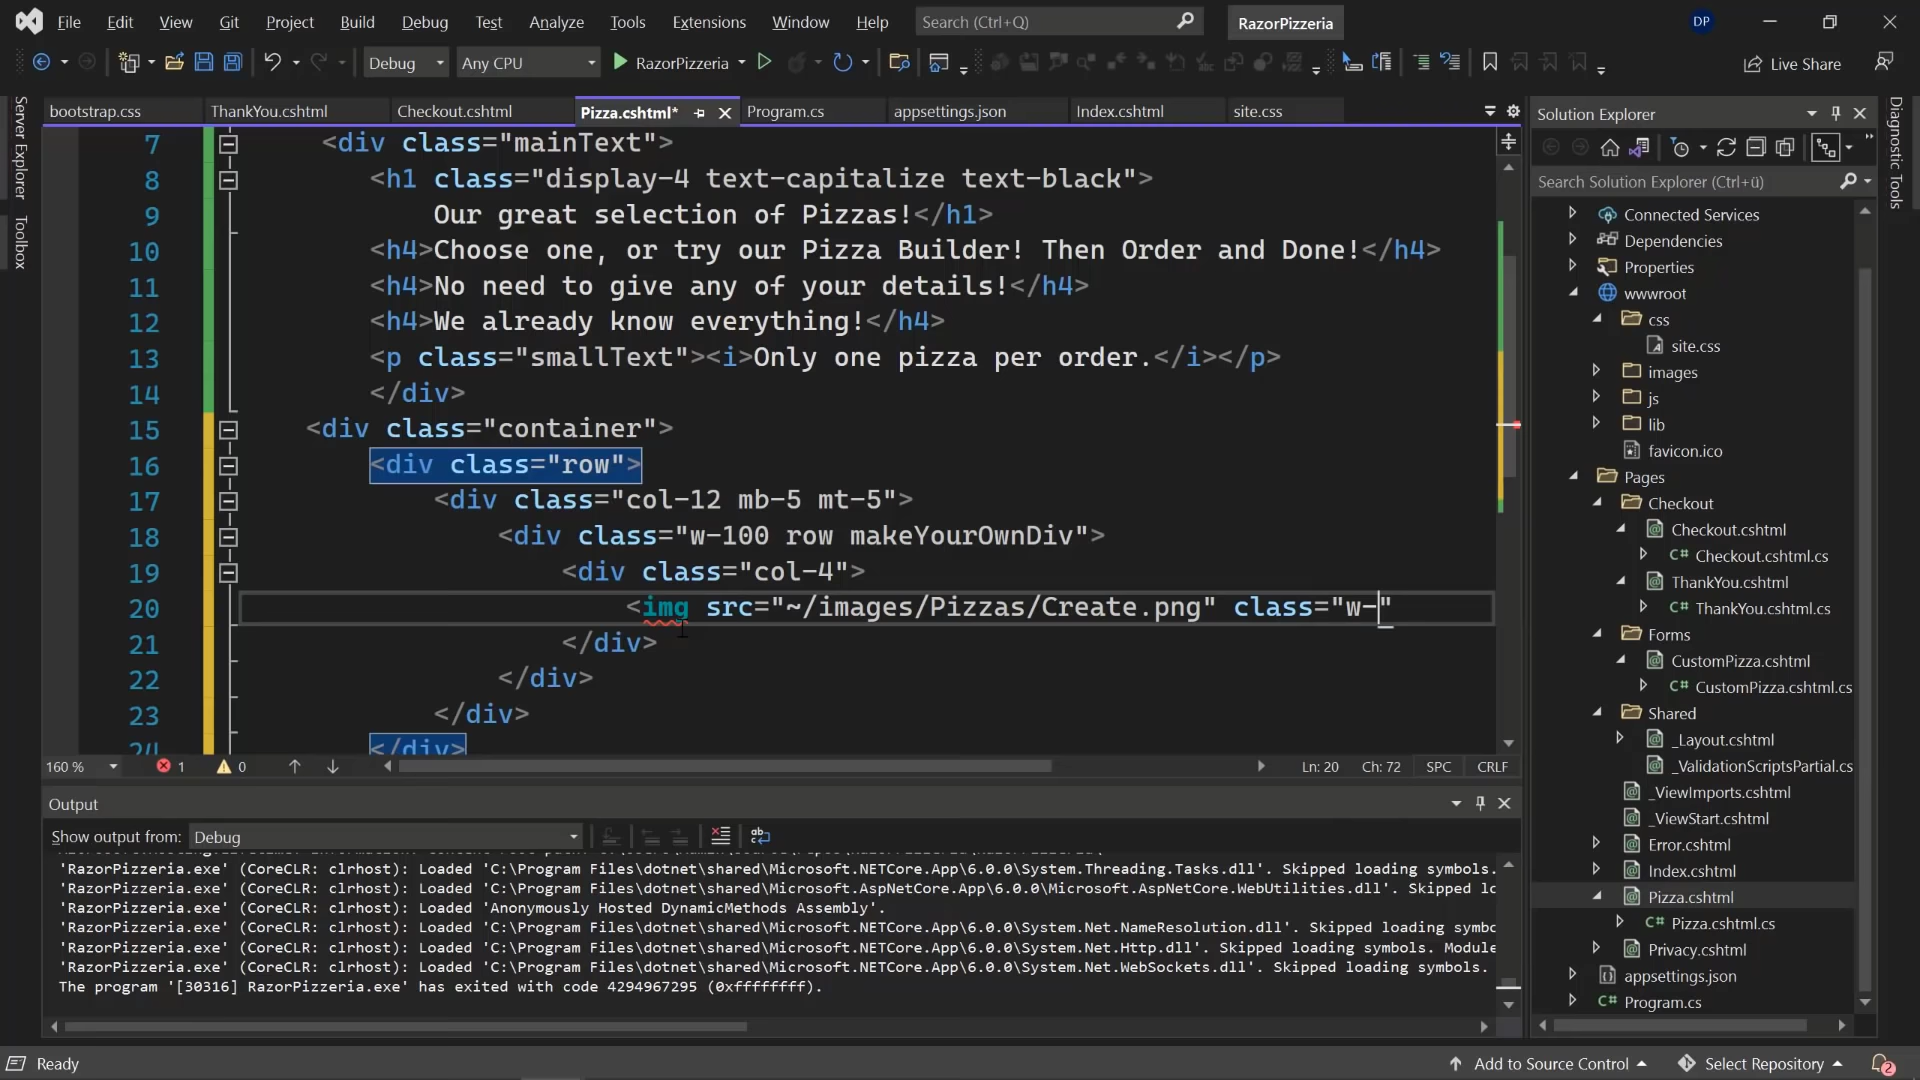 File Edit View Git Project Build Debug Test Analyze Tools Extensions Window Help Search (Ctrl+Q) RazorPizzeria DP
Debug Any CPU RazorPizzeria Live Share
bootstrap.css ThankYou.cshtml Checkout.cshtml Pizza.cshtml* Program.cs appsettings.json Index.cshtml site.css
Server Explorer
Toolbox
7 <div class="mainText">
8 <h1 class="display-4 text-capitalize text-black">
9 Our great selection of Pizzas!</h1>
10 <h4>Choose one, or try our Pizza Builder! Then Order and Done!</h4>
11 <h4>No need to give any of your details!</h4>
12 <h4>We already know everything!</h4>
13 <p class="smallText"><i>Only one pizza per order.</i></p>
14 </div>
15 <div class="container">
16 <div class="row">
17 <div class="col-12 mb-5 mt-5">
18 <div class="w-100 row makeYourOwnDiv">
19 <div class="col-4">
20 <img src="~/images/Pizzas/Create.png" class="w-"
21 </div>
22 </div>
23 </div>
24 </div>
160 % 1 0 Ln: 20 Ch: 72 SPC CRLF
Output
Show output from: Debug
'RazorPizzeria.exe' (CoreCLR: clrhost): Loaded 'C:\Program Files\dotnet\shared\Microsoft.NETCore.App\6.0.0\System.Threading.Tasks.dll'. Skipped loading symbols.
'RazorPizzeria.exe' (CoreCLR: clrhost): Loaded 'C:\Program Files\dotnet\shared\Microsoft.AspNetCore.App\6.0.0\Microsoft.AspNetCore.WebUtilities.dll'. Skipped lo
'RazorPizzeria.exe' (CoreCLR: clrhost): Loaded 'Anonymously Hosted DynamicMethods Assembly'.
'RazorPizzeria.exe' (CoreCLR: clrhost): Loaded 'C:\Program Files\dotnet\shared\Microsoft.NETCore.App\6.0.0\System.Net.NameResolution.dll'. Skipped loading symbo
'RazorPizzeria.exe' (CoreCLR: clrhost): Loaded 'C:\Program Files\dotnet\shared\Microsoft.NETCore.App\6.0.0\System.Net.Http.dll'. Skipped loading symbols. Module
'RazorPizzeria.exe' (CoreCLR: clrhost): Loaded 'C:\Program Files\dotnet\shared\Microsoft.NETCore.App\6.0.0\System.Net.WebSockets.dll'. Skipped loading symbols.
The program '[30316] RazorPizzeria.exe' has exited with code 4294967295 (0xffffffff).
Solution Explorer
Search Solution Explorer (Ctrl+ü)
Connected Services
Dependencies
Properties
wwwroot
css
site.css
images
js
lib
favicon.ico
Pages
Checkout
Checkout.cshtml
C# Checkout.cshtml.cs
ThankYou.cshtml
C# ThankYou.cshtml.cs
Forms
CustomPizza.cshtml
C# CustomPizza.cshtml.cs
Shared
_Layout.cshtml
_ValidationScriptsPartial.cs
_ViewImports.cshtml
_ViewStart.cshtml
Error.cshtml
Index.cshtml
Pizza.cshtml
C# Pizza.cshtml.cs
Privacy.cshtml
appsettings.json
C# Program.cs
Diagnostic Tools
Ready Add to Source Control Select Repository 2